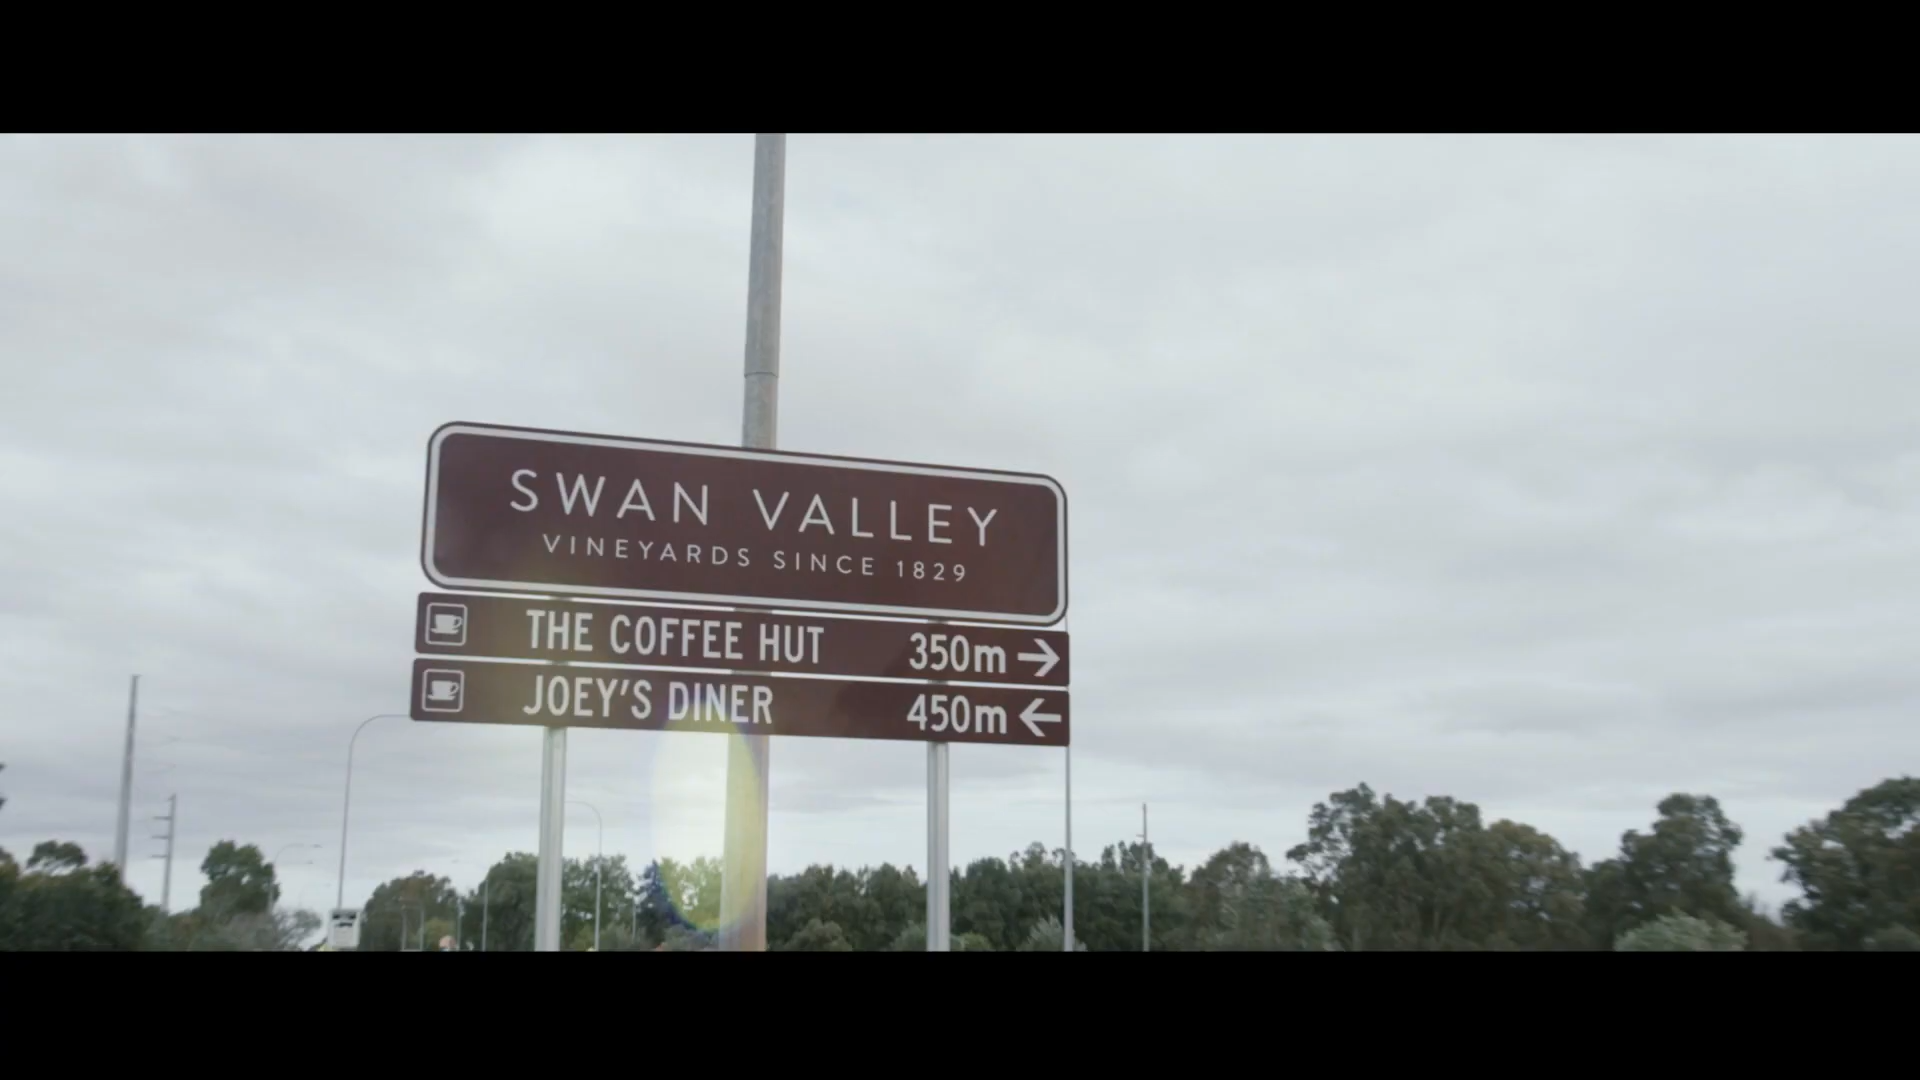 SWAN VALLEY
VINEYARDS SINCE 1829
THE COFFEE HUT 350m →
JOEY'S DINER 450m ←